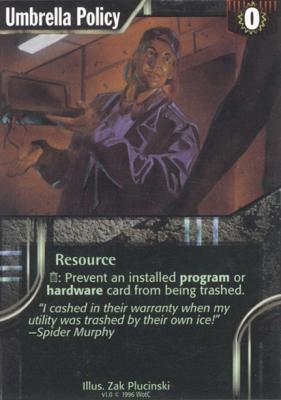 Umbrella Policy
0
Resource
: Prevent an installed program or
hardware card from being trashed.
"I cashed in their warranty when my
utility was trashed by their own ice!"
—Spider Murphy
Illus. Zak Plucinski
v1.0 © 1996 WotC